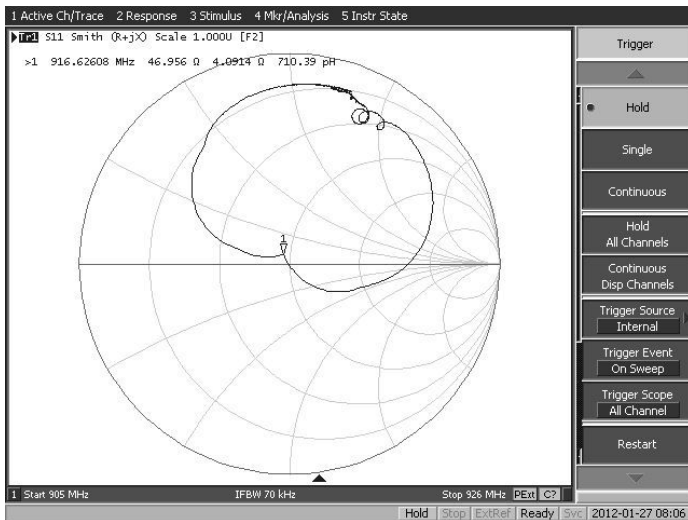 1 Active Ch/Trace 2 Response 3 Stimulus 4 Mkr/Analysis 5 Instr State
Tr1 S11 Smith (R+jX) Scale 1.000U [F2]
>1 916.62608 MHz 46.956 Ω 4.0914 Ω 710.39 pH
1
Trigger
Hold
Single
Continuous
Hold
All Channels
Continuous
Disp Channels
Trigger Source
Internal
Trigger Event
On Sweep
Trigger Scope
All Channel
Restart
1 Start 905 MHz IFBW 70 kHz Stop 926 MHz PExt C?
Hold Stop ExtRef Ready Svc 2012-01-27 08:06